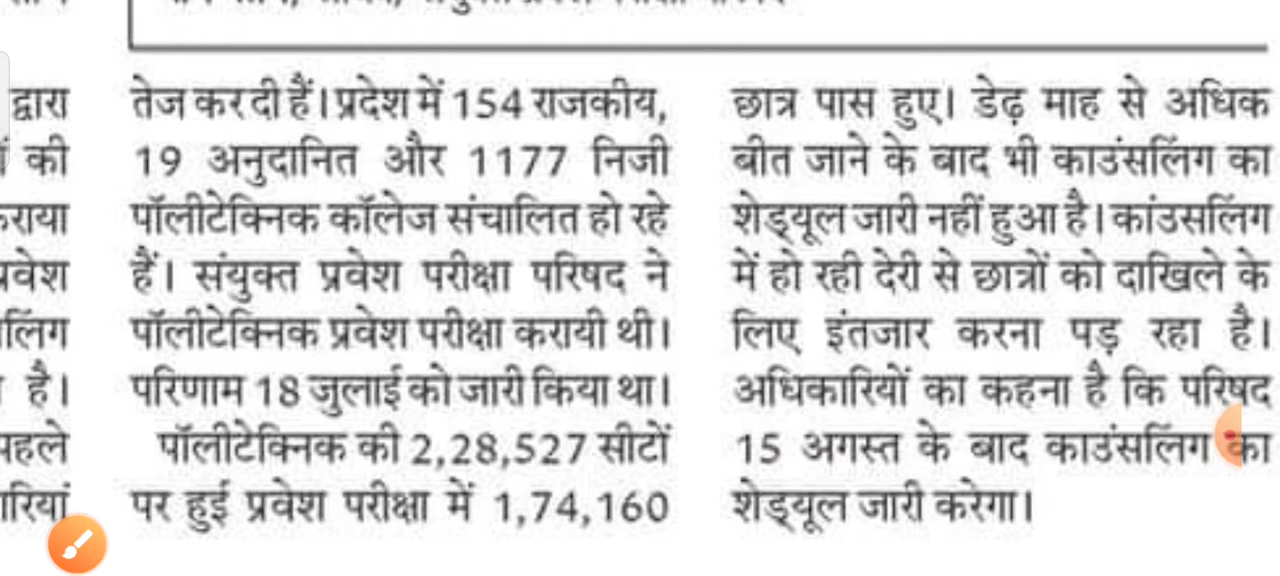 द्वारा
की
है।
तेज कर दी हैं। प्रदेश में 154 राजकीय,
19 अनुदानित और 1177 निजी
पॉलीटेक्निक कॉलेज संचालित हो रहे
हैं। संयुक्त प्रवेश परीक्षा परिषद ने
पॉलीटेक्निक प्रवेश परीक्षा करायी थी।
परिणाम 18 जुलाई को जारी किया था।
पॉलीटेक्निक की 2,28,527 सीटों
पर हुई प्रवेश परीक्षा में 1,74,160
छात्र पास हुए। डेढ़ माह से अधिक
बीत जाने के बाद भी काउंसलिंग का
शेड्यूल जारी नहीं हुआ है। कांउसलिंग
में हो रही देरी से छात्रों को दाखिले के
लिए इंतजार करना पड़ रहा है।
अधिकारियों का कहना है कि परिषद
15 अगस्त के बाद काउंसलिंग का
शेड्यूल जारी करेगा।